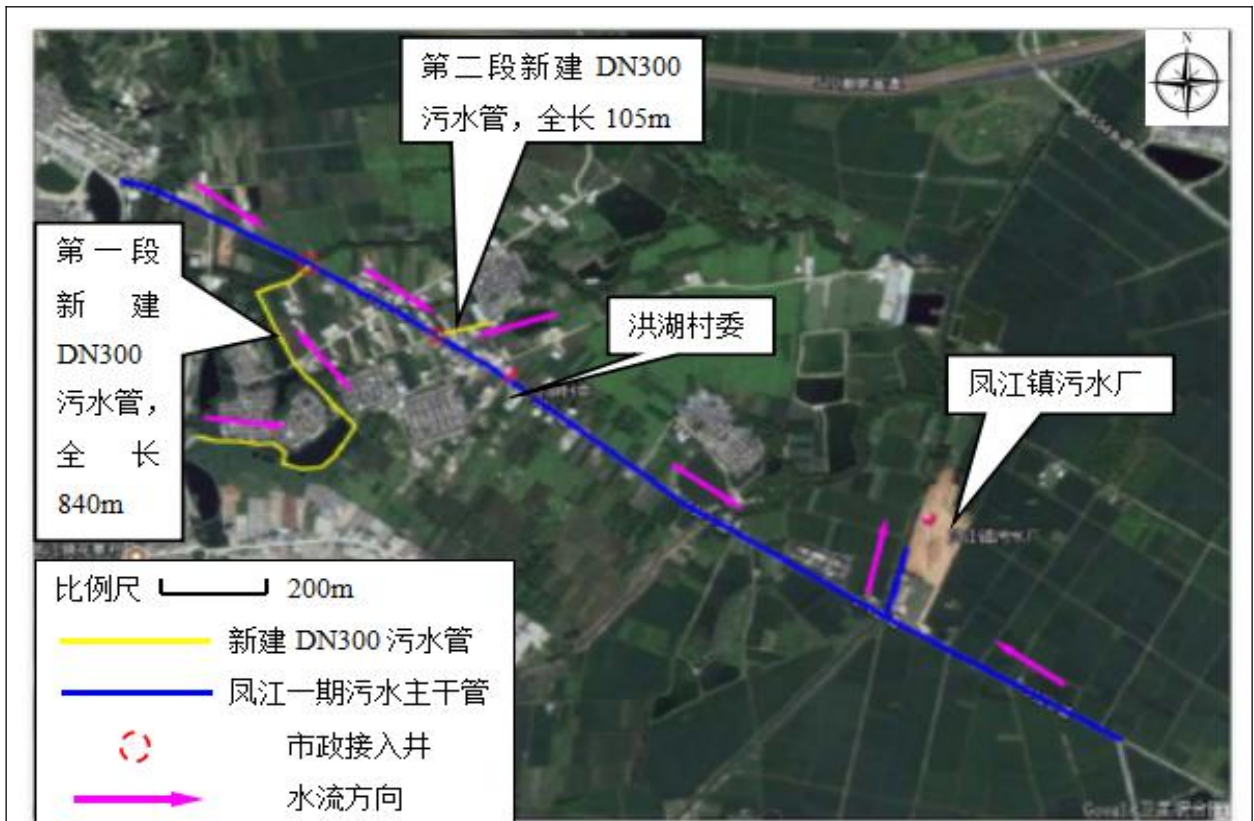 N
第二段新建 DN300
污水管，全长 105m
第一段
新建
DN300
污水管，
全长
840m
洪湖村委
凤江镇污水厂
比例尺 200m
新建 DN300 污水管
凤江一期污水主干管
市政接入井
水流方向